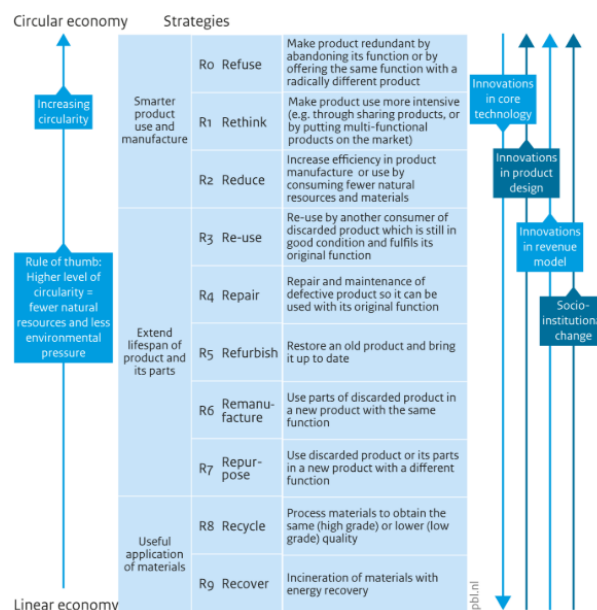 Circular economy
Strategies
Increasing
circularity
Rule of thumb:
Higher level of
circularity =
fewer natural
resources and less
environmental
pressure
Linear economy
Smarter
product
use and
manufacture
R0 Refuse
Make product redundant by
abandoning its function or by
offering the same function with a
radically different product
R1 Rethink
Make product use more intensive
(e.g. through sharing products, or
by putting multi-functional
products on the market)
R2 Reduce
Increase efficiency in product
manufacture or use by
consuming fewer natural
resources and materials
Extend
lifespan of
product and
its parts
R3 Re-use
Re-use by another consumer of
discarded product which is still in
good condition and fulfils its
original function
R4 Repair
Repair and maintenance of
defective product so it can be
used with its original function
R5 Refurbish
Restore an old product and bring
it up to date
R6 Remanu-
facture
Use parts of discarded product in
a new product with the same
function
R7 Repur-
pose
Use discarded product or its parts
in a new product with a different
function
Useful
application
of materials
R8 Recycle
Process materials to obtain the
same (high grade) or lower (low
grade) quality
R9 Recover
Incineration of materials with
energy recovery
pbl.nl
Innovations
in core
technology
Innovations
in product
design
Innovations
in revenue
model
Socio-
institutional
change